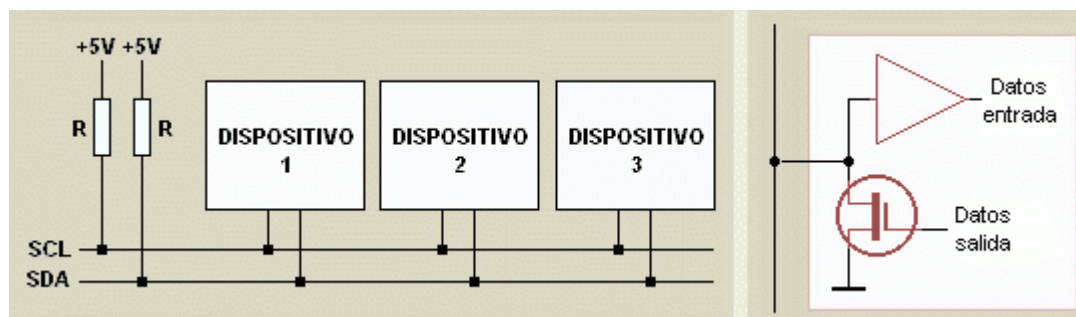 +5V +5V
R
R
DISPOSITIVO
1
DISPOSITIVO
2
DISPOSITIVO
3
SCL
SDA
Datos
entrada
Datos
salida